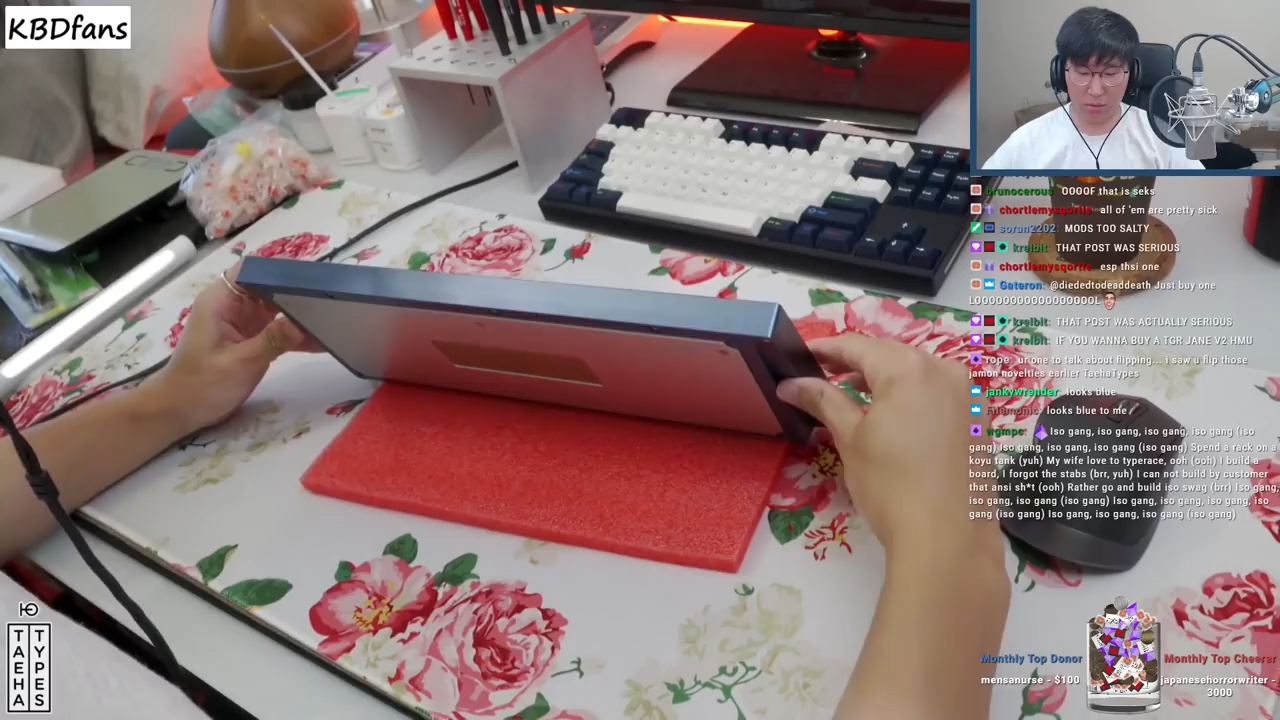 KBDfans
brunocerous: OOOOF that is seks
chortlemysqortle: all of 'em are pretty sick
soran2202: MODS TOO SALTY
krelbit: THAT POST WAS SERIOUS
chortlemysqortle: esp thsi one
Gateron: @diededtodeaddeath Just buy one
krelbit: THAT POST WAS ACTUALLY SERIOUS
krelbit: IF YOU WANNA BUY A TGR JANE V2 HMU
rope: ur one to talk about flipping... i saw u flip those
jamon novelties earlier TaehaTypes
jankywrender: looks blue
looks blue to me
wgmpc: Iso gang, iso gang, iso gang, iso gang (iso
gang) Iso gang, iso gang, iso gang (iso gang) Spend a rack on a
koyu tank (yuh) My wife love to typerace, ooh (ooh) I build a
board, I forgot the stabs (brr, yuh) I can not build by customer
that ansi sh*t (ooh) Rather go and build iso swag (brr) Iso gang,
iso gang, iso gang (iso gang) Iso gang, iso gang, iso gang, iso
gang (iso gang) Iso gang, iso gang, iso gang (iso gang)
TAEHA
TYPES
Monthly Top Donor
mensanurse - $100
Monthly Top Cheerer
japanesehorrorwriter -
3000